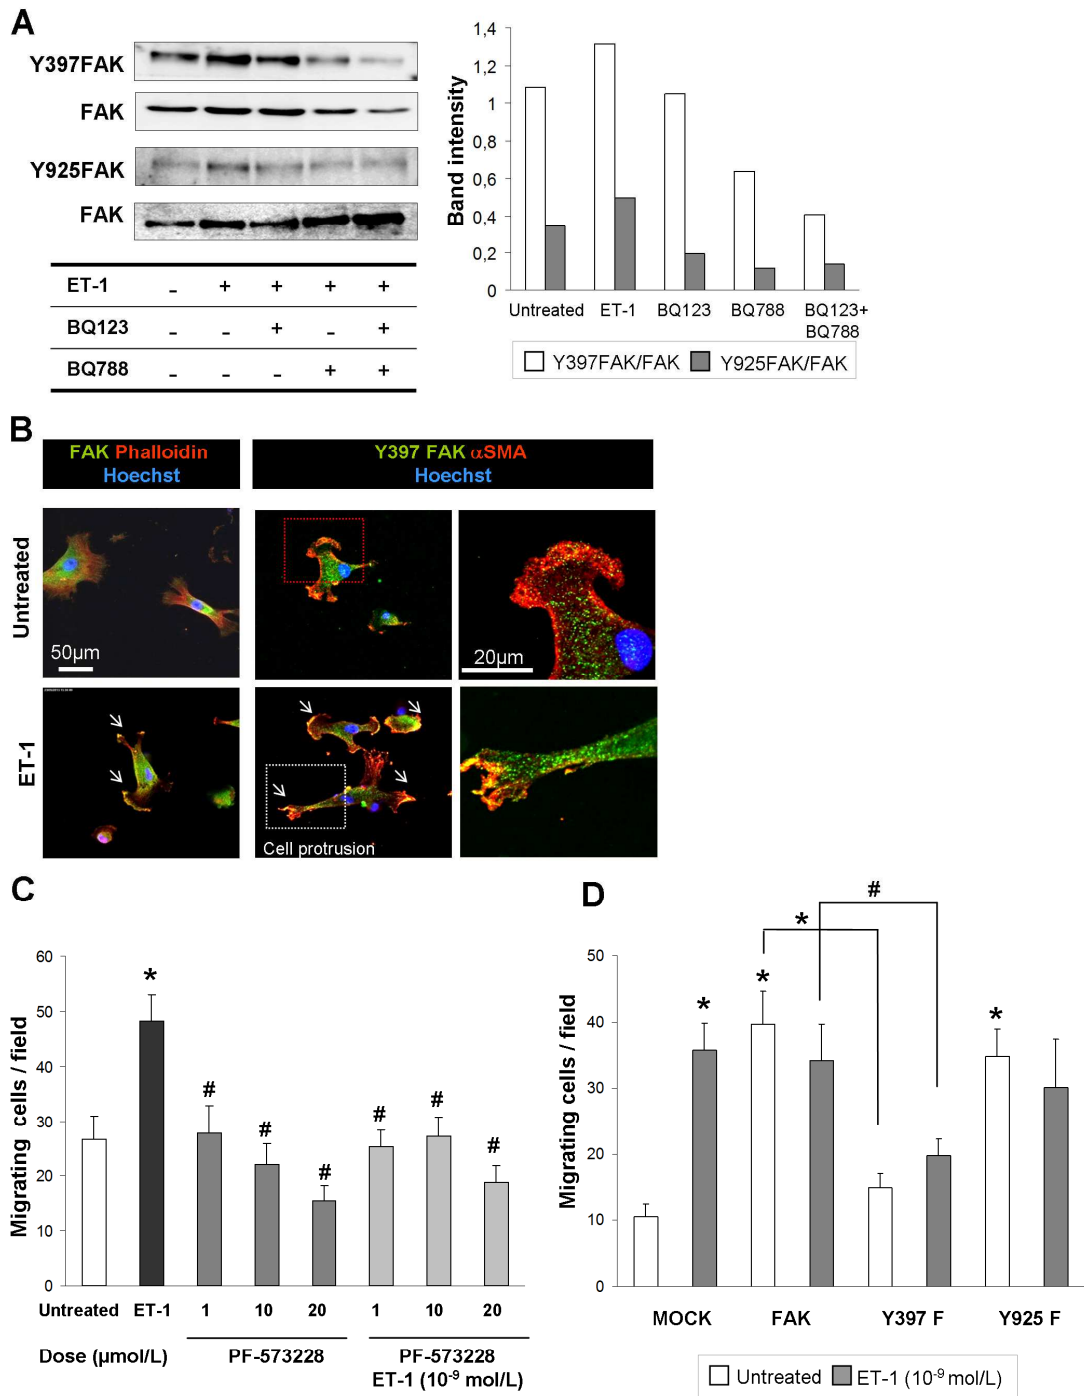 A
Y397FAK
FAK
Y925FAK
FAK
ET-1 - + + + +
BQ123 - - + - +
BQ788 - - - + +
Band intensity
1,4
1,2
1
0,8
0,6
0,4
0,2
0
Untreated ET-1 BQ123 BQ788 BQ123+
BQ788
Y397FAK/FAK Y925FAK/FAK
B
FAK Phalloidin
Hoechst
Y397 FAK αSMA
Hoechst
Untreated
50µm
20µm
ET-1
Cell protrusion
C
Migrating cells / field
60
50
40
30
20
10
0
*
# # # # # #
Untreated ET-1 1 10 20 1 10 20
Dose (µmol/L) PF-573228 PF-573228
ET-1 (10⁻⁹ mol/L)
D
Migrating cells / field
50
40
30
20
10
0
#
*
* * *
MOCK FAK Y397 F Y925 F
Untreated ET-1 (10⁻⁹ mol/L)